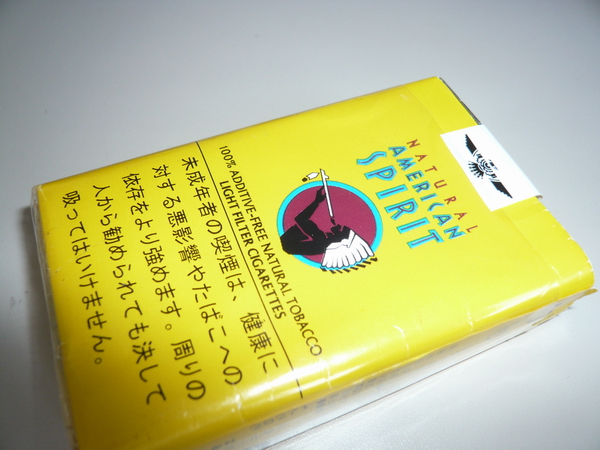 NATURAL
AMERICAN
SPIRIT
100% ADDITIVE-FREE NATURAL TOBACCO
LIGHT FILTER CIGARETTES
未成年者の喫煙は、健康に
対する悪影響やたばこへの
依存をより強めます。周りの
人から勧められても決して
吸ってはいけません。